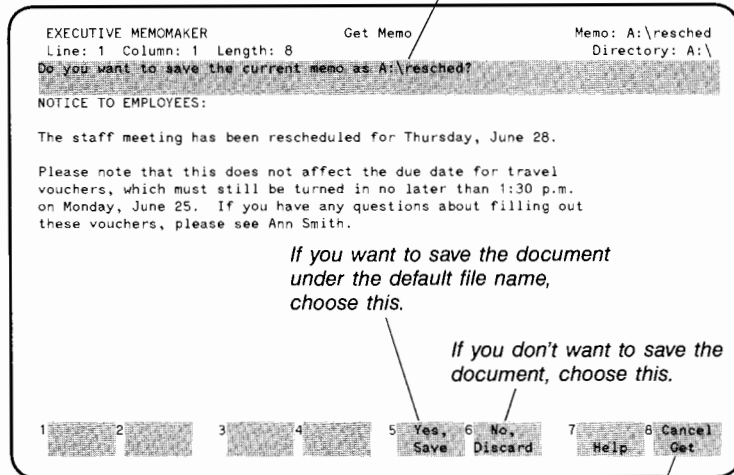 EXECUTIVE MEMOMAKER Get Memo Memo: A:\resched
Line: 1 Column: 1 Length: 8 Directory: A:\
Do you want to save the current memo as A:\resched?
NOTICE TO EMPLOYEES:
The staff meeting has been rescheduled for Thursday, June 28.
Please note that this does not affect the due date for travel
vouchers, which must still be turned in no later than 1:30 p.m.
on Monday, June 25. If you have any questions about filling out
these vouchers, please see Ann Smith.
If you want to save the document
under the default file name,
choose this.
If you don't want to save the
document, choose this.
1 2 3 4 5 Yes, 6 No, 7 8 Cancel
Save Discard Help Get